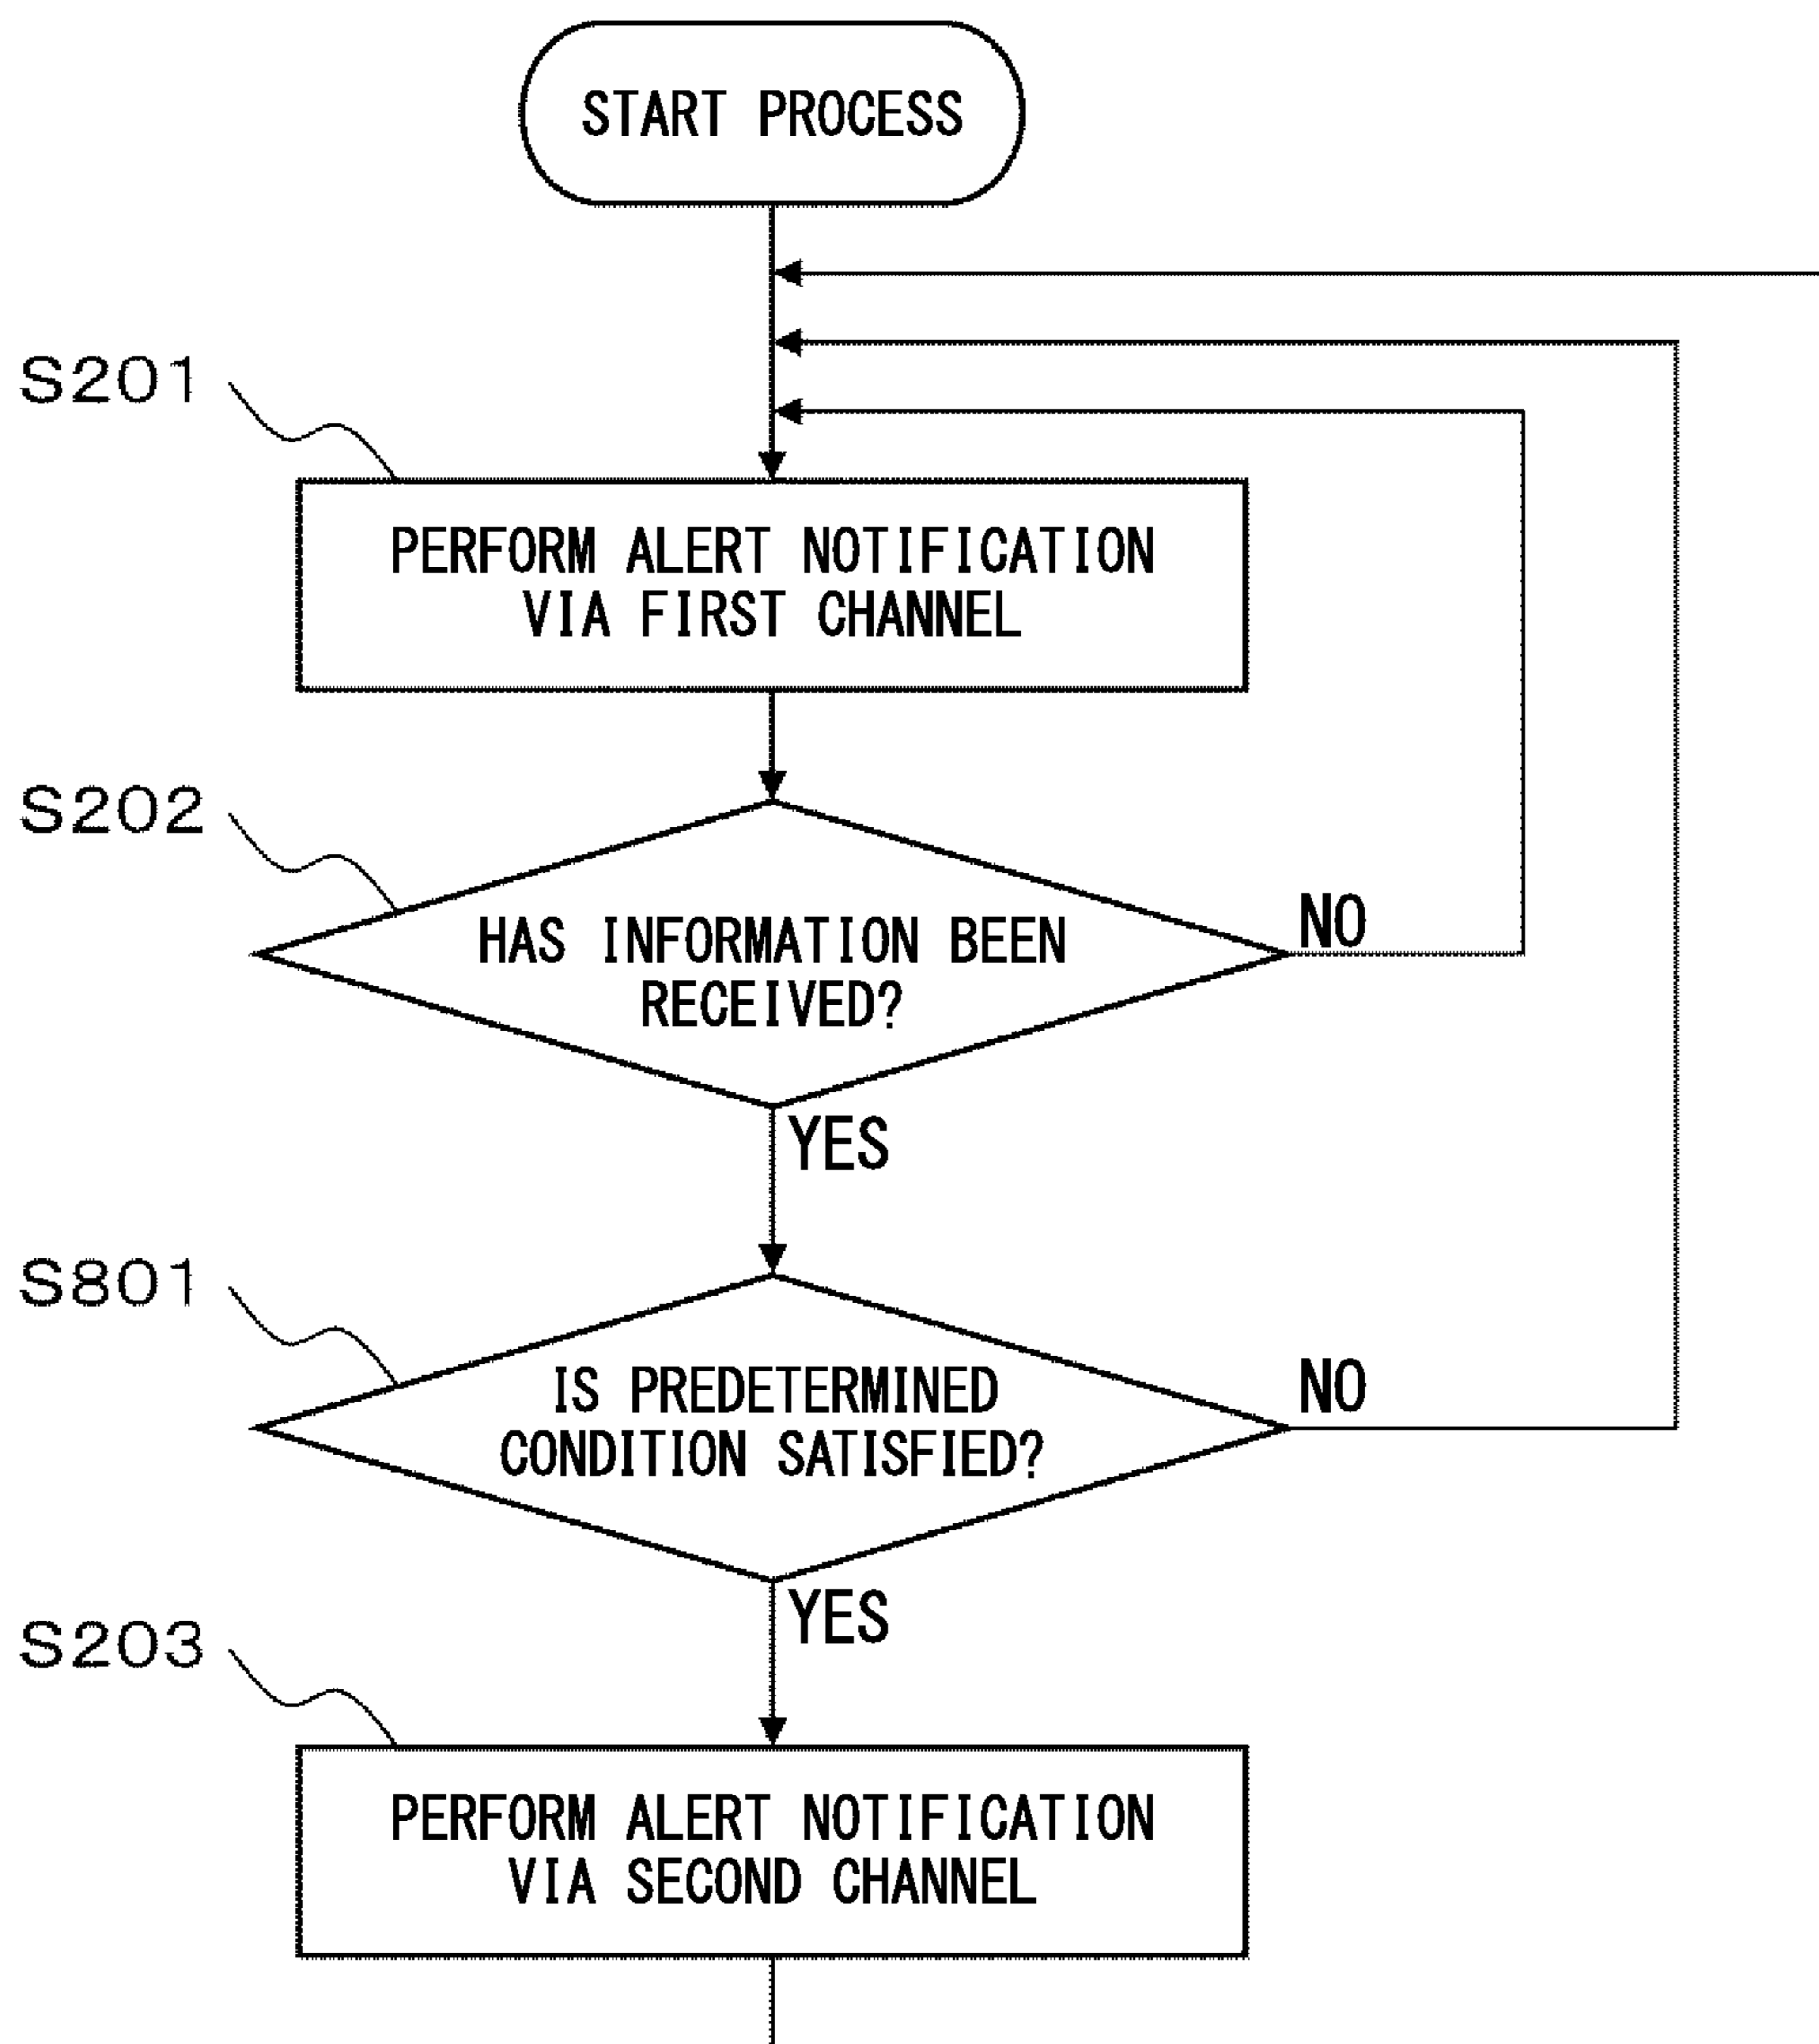 START PROCESS
S201
PERFORM ALERT NOTIFICATION
VIA FIRST CHANNEL
S202
HAS INFORMATION BEEN
RECEIVED?
NO
YES
S801
IS PREDETERMINED
CONDITION SATISFIED?
NO
YES
S203
PERFORM ALERT NOTIFICATION
VIA SECOND CHANNEL